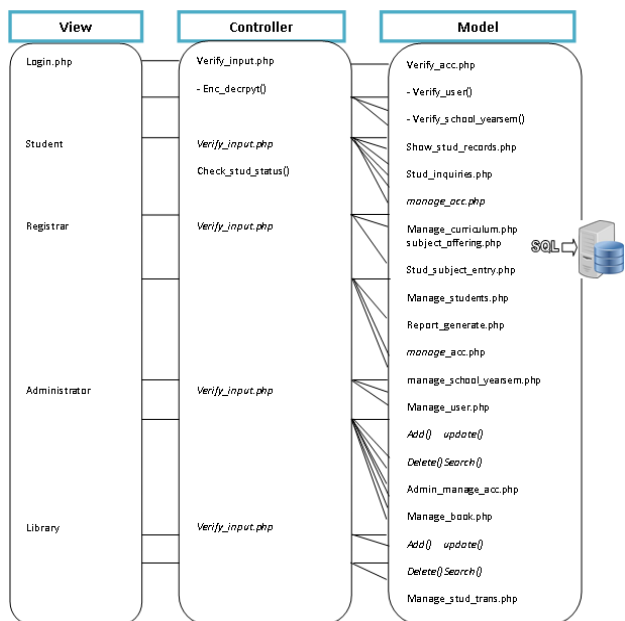 View
Controller
Model
Login.php
Verify_input.php
- Enc_decrpyt()
Verify_acc.php
- Verify_user()
- Verify_school_yearsem()
Student
Verify_input.php
Check_stud_status()
Show_stud_records.php
Stud_inquiries.php
manage_acc.php
Registrar
Verify_input.php
Manage_curriculum.php
subject_offering.php
Stud_subject_entry.php
Manage_students.php
Report_generate.php
manage_acc.php
SQL
Administrator
Verify_input.php
manage_school_yearsem.php
Manage_user.php
Add() update()
Delete() Search()
Admin_manage_acc.php
Manage_book.php
Library
Verify_input.php
Add() update()
Delete() Search()
Manage_stud_trans.php